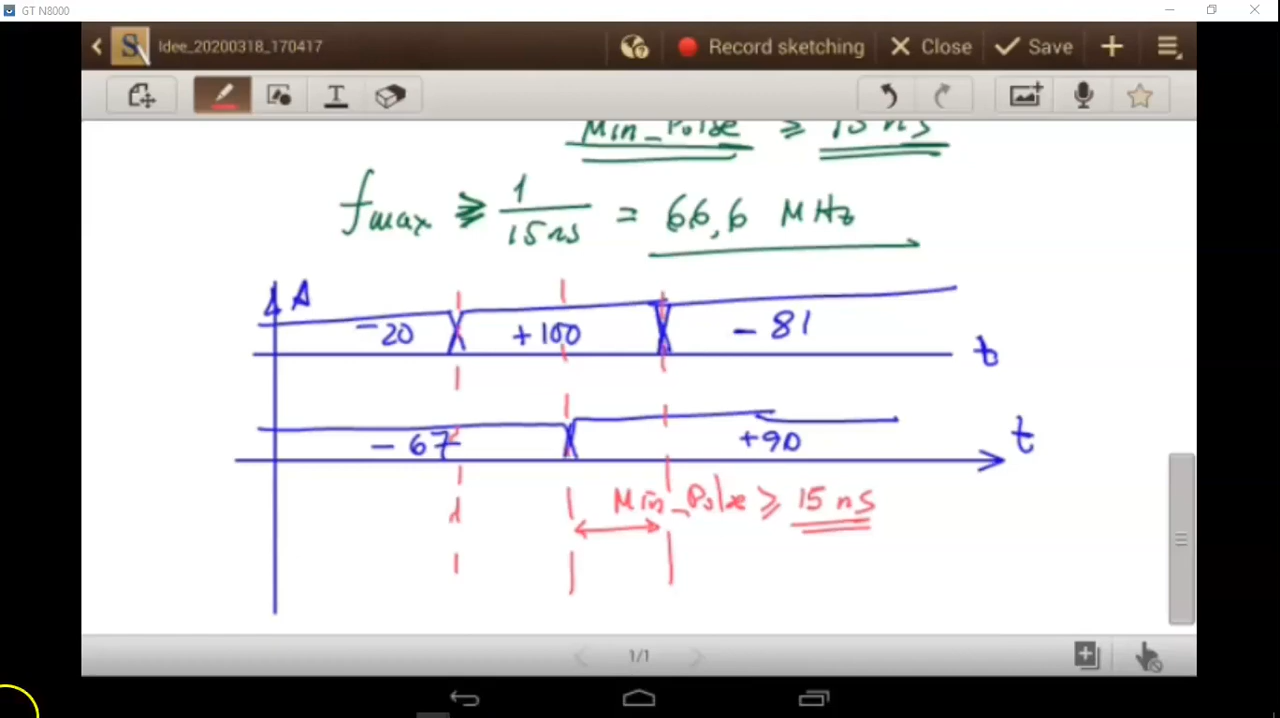 GT N8000
Idee_20200318_170417
Record sketching
Close
Save
T
Min_Pulse ≥ 15 ns
fmax ≥ 1/15ns = 66,6 MHz
A
-20 +100 -81
t
-67 +90
t
Min_Pulse ≥ 15 ns
1/1